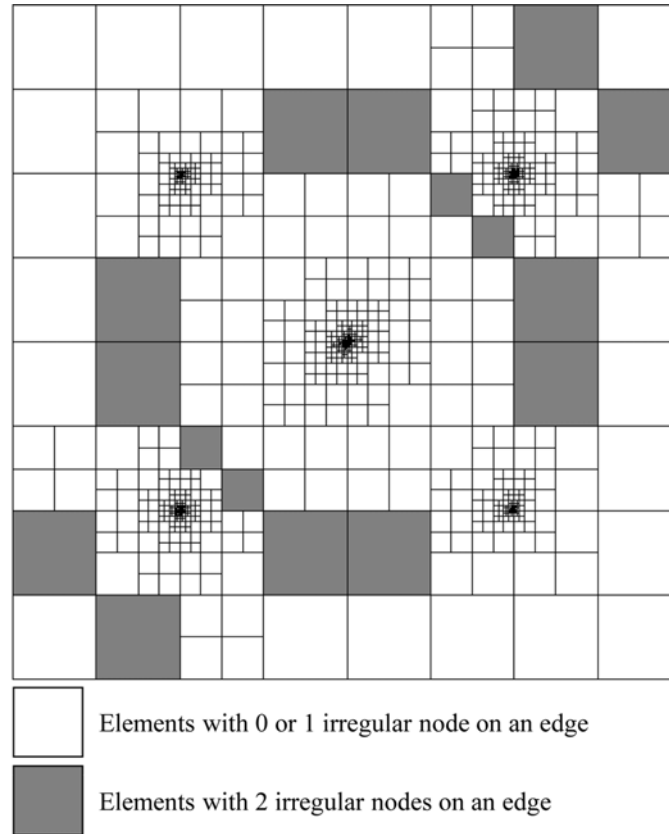 Elements with 0 or 1 irregular node on an edge
Elements with 2 irregular nodes on an edge